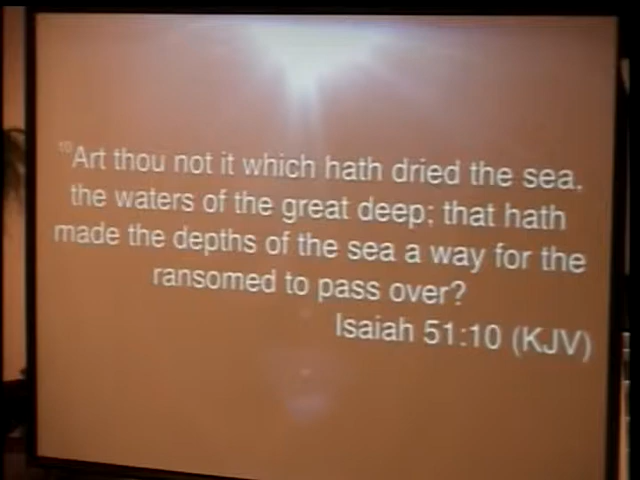 10Art thou not it which hath dried the sea,
the waters of the great deep; that hath
made the depths of the sea a way for the
ransomed to pass over?
Isaiah 51:10 (KJV)